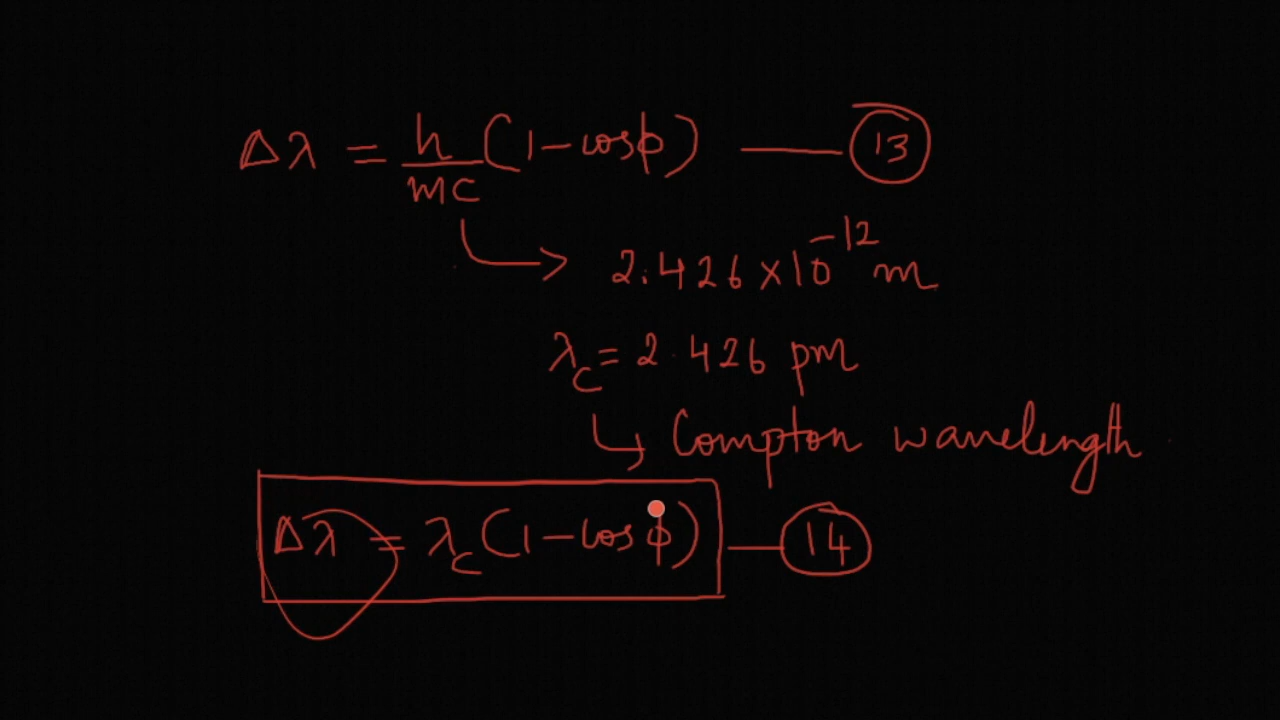 Δλ = h/mc (1 - cosϕ) — 13
2.426 × 10⁻¹² m
λc = 2.426 pm
Compton wavelength
Δλ = λc (1 - cos ϕ) — 14